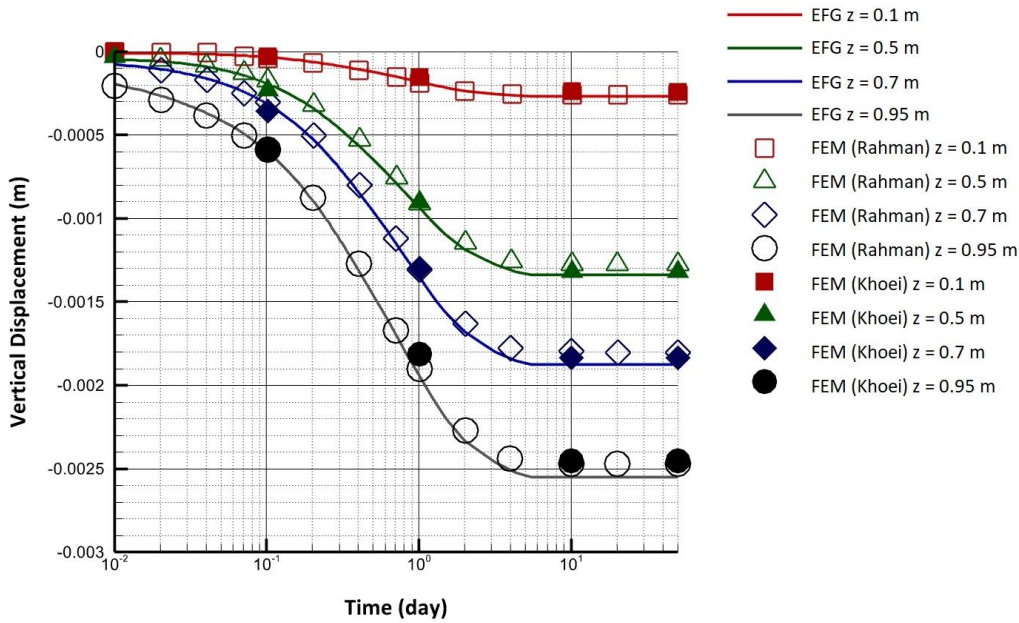 EFG z = 0.1 m
EFG z = 0.5 m
EFG z = 0.7 m
EFG z = 0.95 m
FEM (Rahman) z = 0.1 m
FEM (Rahman) z = 0.5 m
FEM (Rahman) z = 0.7 m
FEM (Rahman) z = 0.95 m
FEM (Khoei) z = 0.1 m
FEM (Khoei) z = 0.5 m
FEM (Khoei) z = 0.7 m
FEM (Khoei) z = 0.95 m
Vertical Displacement (m)
0
-0.0005
-0.001
-0.0015
-0.002
-0.0025
-0.003
10⁻² 10⁻¹ 10⁰ 10¹
Time (day)